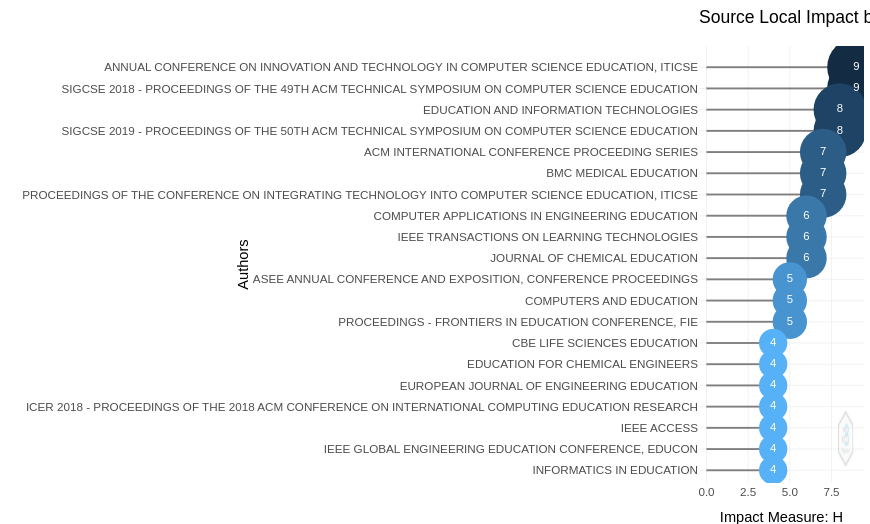 Source Local Impact b
ANNUAL CONFERENCE ON INNOVATION AND TECHNOLOGY IN COMPUTER SCIENCE EDUCATION, ITICSE 9
SIGCSE 2018 - PROCEEDINGS OF THE 49TH ACM TECHNICAL SYMPOSIUM ON COMPUTER SCIENCE EDUCATION 9
EDUCATION AND INFORMATION TECHNOLOGIES 8
SIGCSE 2019 - PROCEEDINGS OF THE 50TH ACM TECHNICAL SYMPOSIUM ON COMPUTER SCIENCE EDUCATION 8
ACM INTERNATIONAL CONFERENCE PROCEEDING SERIES 7
BMC MEDICAL EDUCATION 7
PROCEEDINGS OF THE CONFERENCE ON INTEGRATING TECHNOLOGY INTO COMPUTER SCIENCE EDUCATION, ITICSE 7
COMPUTER APPLICATIONS IN ENGINEERING EDUCATION 6
IEEE TRANSACTIONS ON LEARNING TECHNOLOGIES 6
JOURNAL OF CHEMICAL EDUCATION 6
Authors
ASEE ANNUAL CONFERENCE AND EXPOSITION, CONFERENCE PROCEEDINGS 5
COMPUTERS AND EDUCATION 5
PROCEEDINGS - FRONTIERS IN EDUCATION CONFERENCE, FIE 5
CBE LIFE SCIENCES EDUCATION 4
EDUCATION FOR CHEMICAL ENGINEERS 4
EUROPEAN JOURNAL OF ENGINEERING EDUCATION 4
ICER 2018 - PROCEEDINGS OF THE 2018 ACM CONFERENCE ON INTERNATIONAL COMPUTING EDUCATION RESEARCH 4
IEEE ACCESS 4
IEEE GLOBAL ENGINEERING EDUCATION CONFERENCE, EDUCON 4
INFORMATICS IN EDUCATION 4
0.0 2.5 5.0 7.5
Impact Measure: H